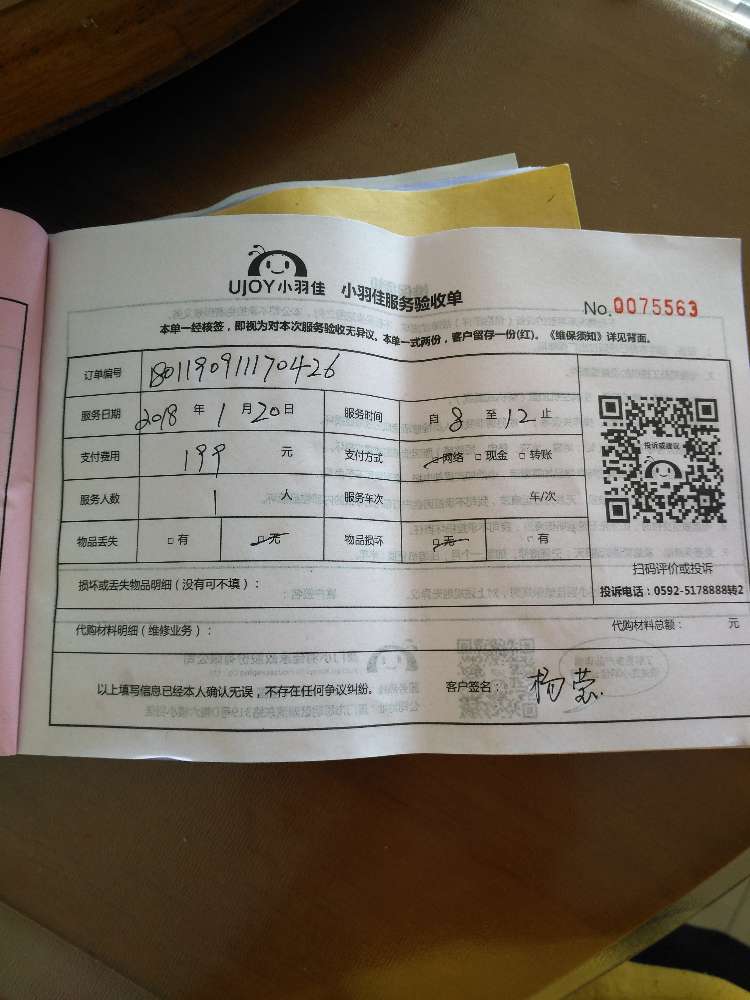 UJOY小羽佳 小羽佳服务验收单
No.0075563
本单一经核签，即视为对本次服务验收无异议。本单一式两份，客户留存一份(红)。《维保须知》详见背面。
订单编号 1801190911170426
服务日期 2018 年 1 月 20 日 服务时间 自 8 至 12 止
支付费用 199 元 支付方式 □网络 □现金 □转账
服务人数 1 人 服务车次 车/次
物品丢失 □有 □无 物品损坏 □无 □有
投诉或建议
扫码评价或投诉
投诉电话：0592-5178888转2
损坏或丢失物品明细（没有可不填）：
代购材料明细（维修业务）： 代购材料总额： 元
以上填写信息已经本人确认无误，不存在任何争议纠纷。 客户签名： 杨莹